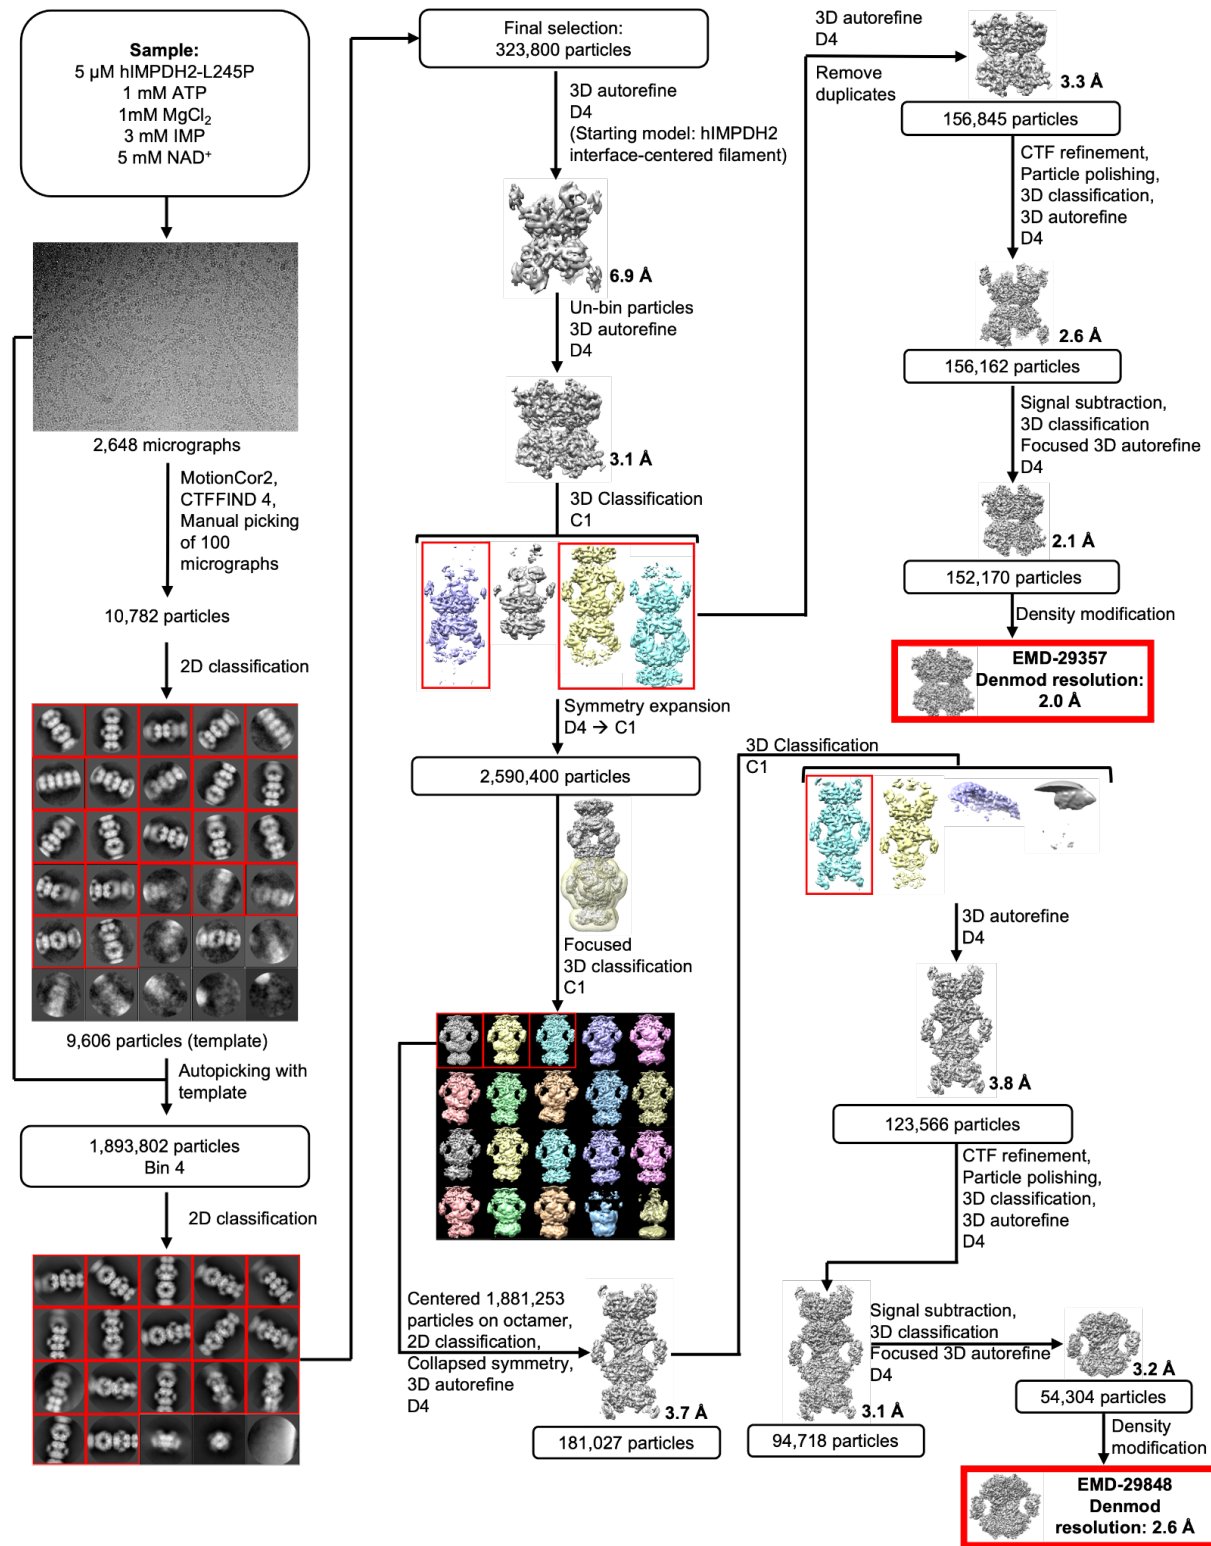 Sample:
5 µM hIMPDH2-L245P
1 mM ATP
1mM MgCl₂
3 mM IMP
5 mM NAD⁺
2,648 micrographs
MotionCor2,
CTFFIND 4,
Manual picking
of 100
micrographs
10,782 particles
2D classification
9,606 particles (template)
Autopicking with
template
1,893,802 particles
Bin 4
2D classification
Final selection:
323,800 particles
3D autorefine
D4
(Starting model: hIMPDH2
interface-centered filament)
6.9 Å
Un-bin particles
3D autorefine
D4
3.1 Å
3D Classification
C1
Symmetry expansion
D4 → C1
2,590,400 particles
Focused
3D classification
C1
Centered 1,881,253
particles on octamer,
2D classification,
Collapsed symmetry,
3D autorefine
D4
3.7 Å
181,027 particles
3D autorefine
D4
Remove
duplicates
3.3 Å
156,845 particles
CTF refinement,
Particle polishing,
3D classification,
3D autorefine
D4
2.6 Å
156,162 particles
Signal subtraction,
3D classification
Focused 3D autorefine
D4
2.1 Å
152,170 particles
Density modification
EMD-29357
Denmod resolution:
2.0 Å
3D Classification
C1
3D autorefine
D4
3.8 Å
123,566 particles
CTF refinement,
Particle polishing,
3D classification,
3D autorefine
D4
3.1 Å
94,718 particles
Signal subtraction,
3D classification
Focused 3D autorefine
D4
3.2 Å
54,304 particles
Density
modification
EMD-29848
Denmod
resolution: 2.6 Å